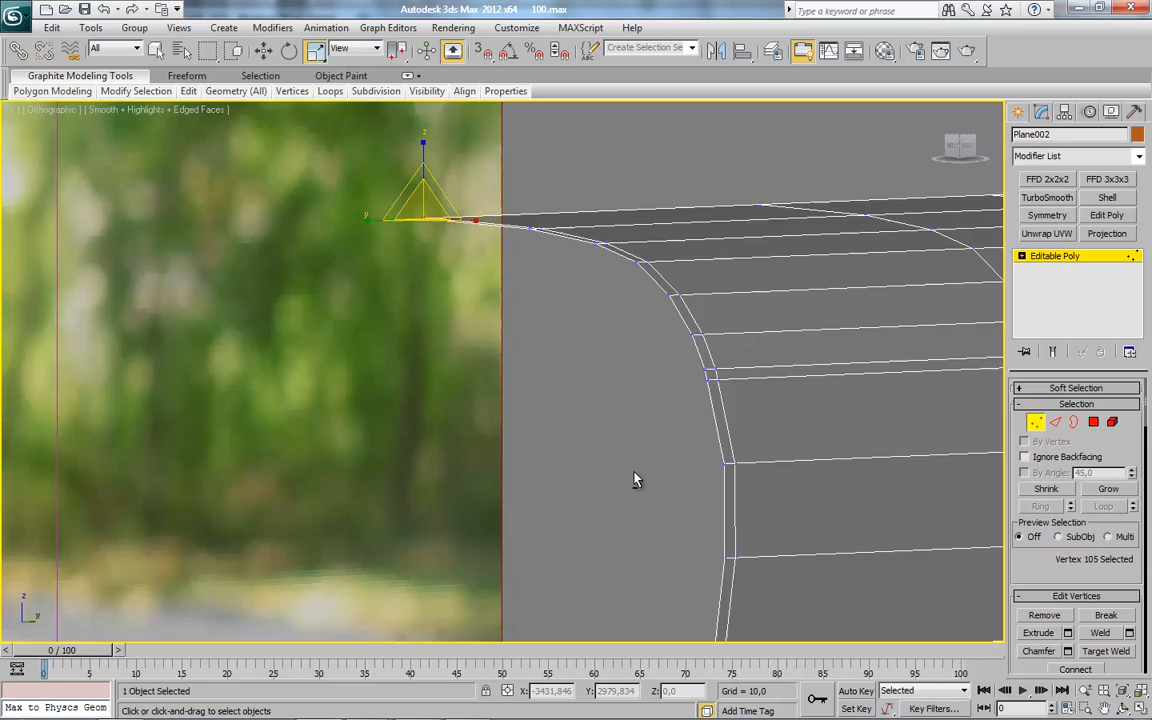 Autodesk 3ds Max 2012 x64 100.max
Type a keyword or phrase
Edit Tools Group Views Create Modifiers Animation Graph Editors Rendering Customize MAXScript Help
All View Create Selection Se
Graphite Modeling Tools Freeform Selection Object Paint
Polygon Modeling Modify Selection Edit Geometry (All) Vertices Loops Subdivision Visibility Align Properties
] [ Orthographic ] [ Smooth + Highlights + Edged Faces ]
z
y
Plane002
Modifier List
FFD 2x2x2 FFD 3x3x3
TurboSmooth Shell
Symmetry Edit Poly
Unwrap UVW Projection
Editable Poly
+ Soft Selection
- Selection
By Vertex
Ignore Backfacing
By Angle: 45,0
Shrink Grow
Ring Loop
Preview Selection
Off SubObj Multi
Vertex 105 Selected
- Edit Vertices
Remove Break
Extrude Weld
Chamfer Target Weld
Connect
z
y
0 / 100
0 5 10 15 20 25 30 35 40 45 50 55 60 65 70 75 80 85 90 95 100
1 Object Selected X: -3431,846 Y: 2979,834 Z: 0,0 Grid = 10,0 Auto Key Selected
Max to Physcs Geom Click or click-and-drag to select objects Add Time Tag Set Key Key Filters... 0